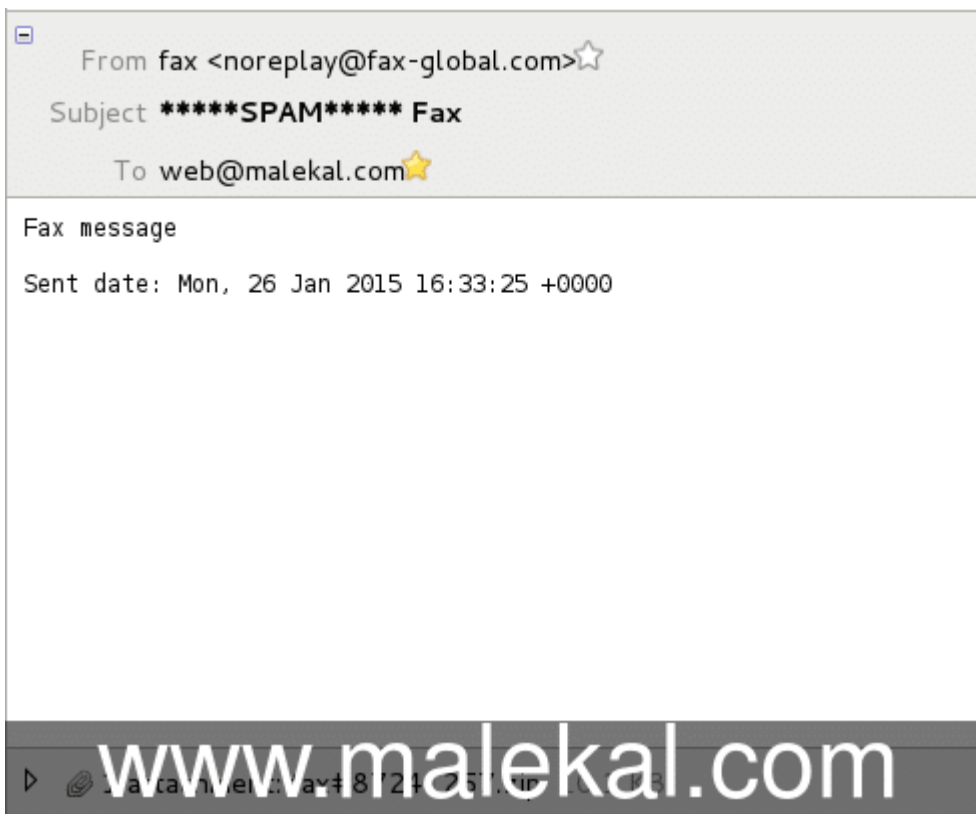 From fax <noreplay@fax-global.com>
Subject *****SPAM***** Fax
To web@malekal.com
Fax message
Sent date: Mon, 26 Jan 2015 16:33:25 +0000
www.malekal.com